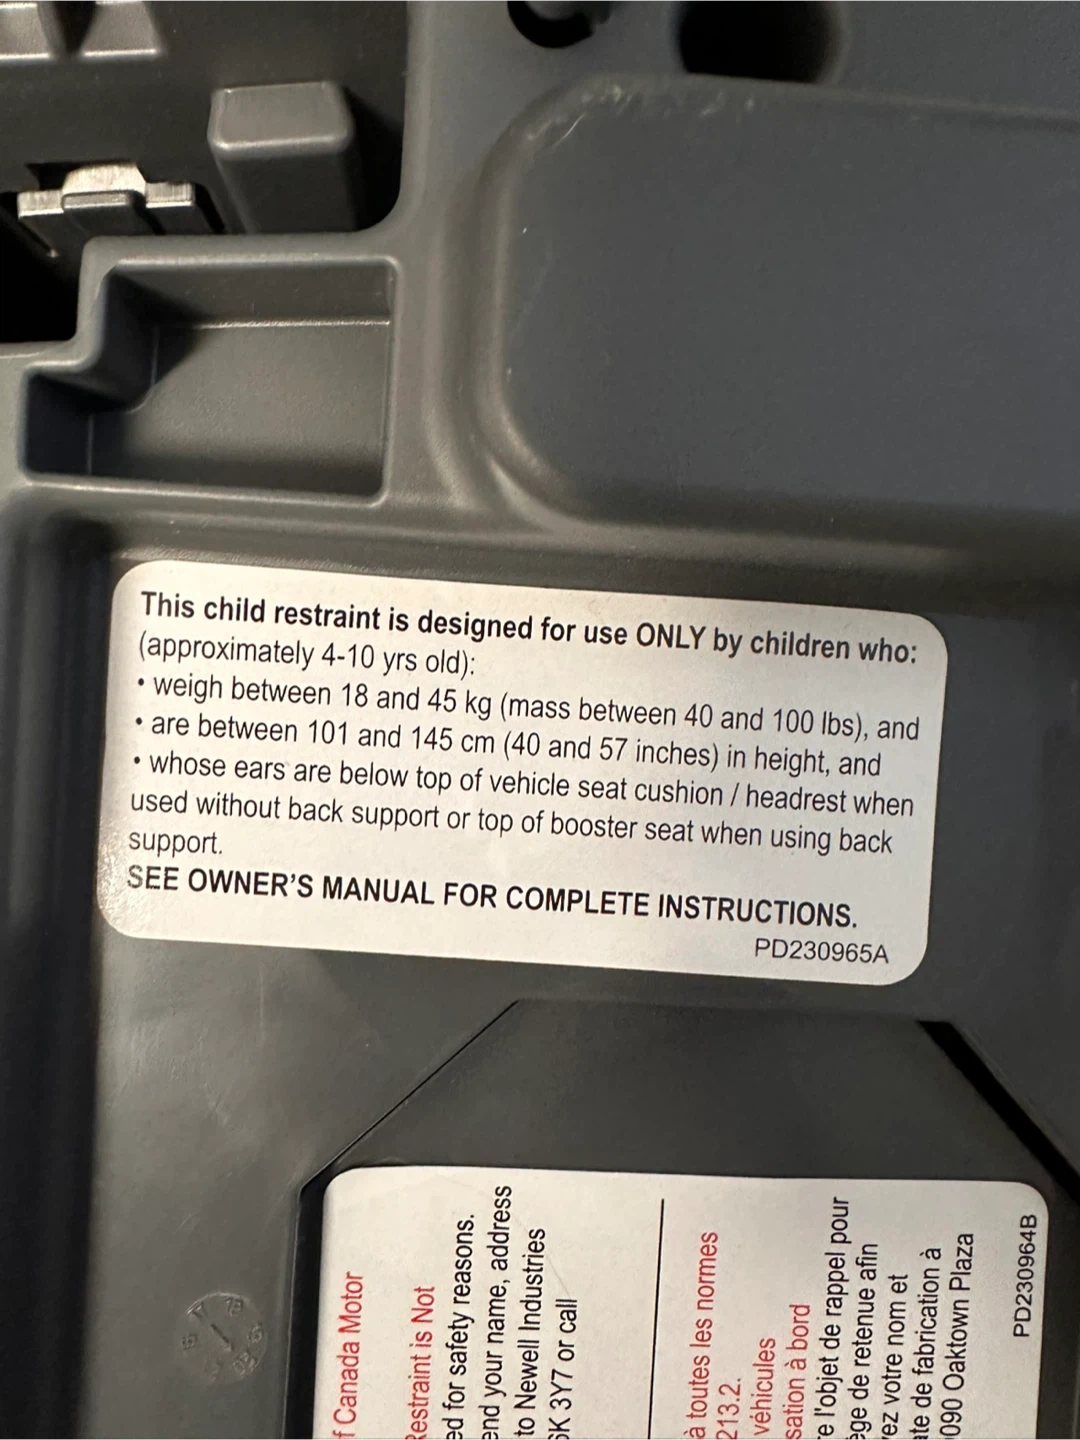 This child restraint is designed for use ONLY by children who:
(approximately 4-10 yrs old):
• weigh between 18 and 45 kg (mass between 40 and 100 lbs), and
• are between 101 and 145 cm (40 and 57 inches) in height, and
• whose ears are below top of vehicle seat cushion / headrest when
used without back support or top of booster seat when using back
support.
SEE OWNER'S MANUAL FOR COMPLETE INSTRUCTIONS.
PD230965A
f Canada Motor
Restraint is Not
ed for safety reasons.
end your name, address
to Newell Industries
6K 3Y7 or call
à toutes les normes
213.2.
véhicules
sation à bord
e l'objet de rappel pour
ège de retenue afin
ez votre nom et
ate de fabrication à
090 Oaktown Plaza
PD230964B